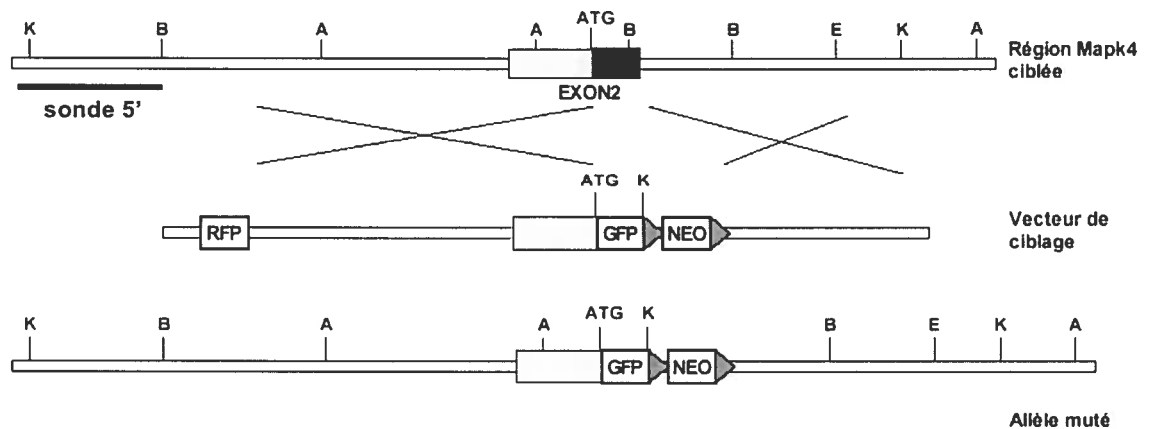 K B A A ATG B B E K A
Région Mapk4
ciblée
EXON2
sonde 5'
ATG K
RFP GFP NEO
Vecteur de
ciblage
K B A A ATG K B E K A
GFP NEO
Allèle muté